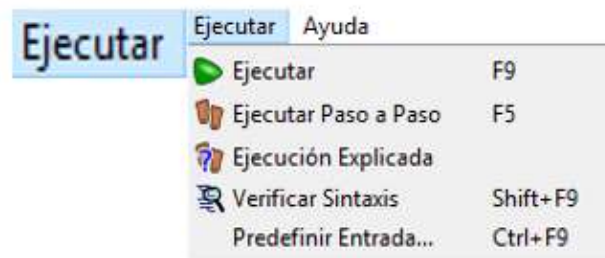 Ejecutar
Ejecutar Ayuda
Ejecutar F9
Ejecutar Paso a Paso F5
Ejecución Explicada
Verificar Sintaxis Shift+F9
Predefinir Entrada... Ctrl+F9